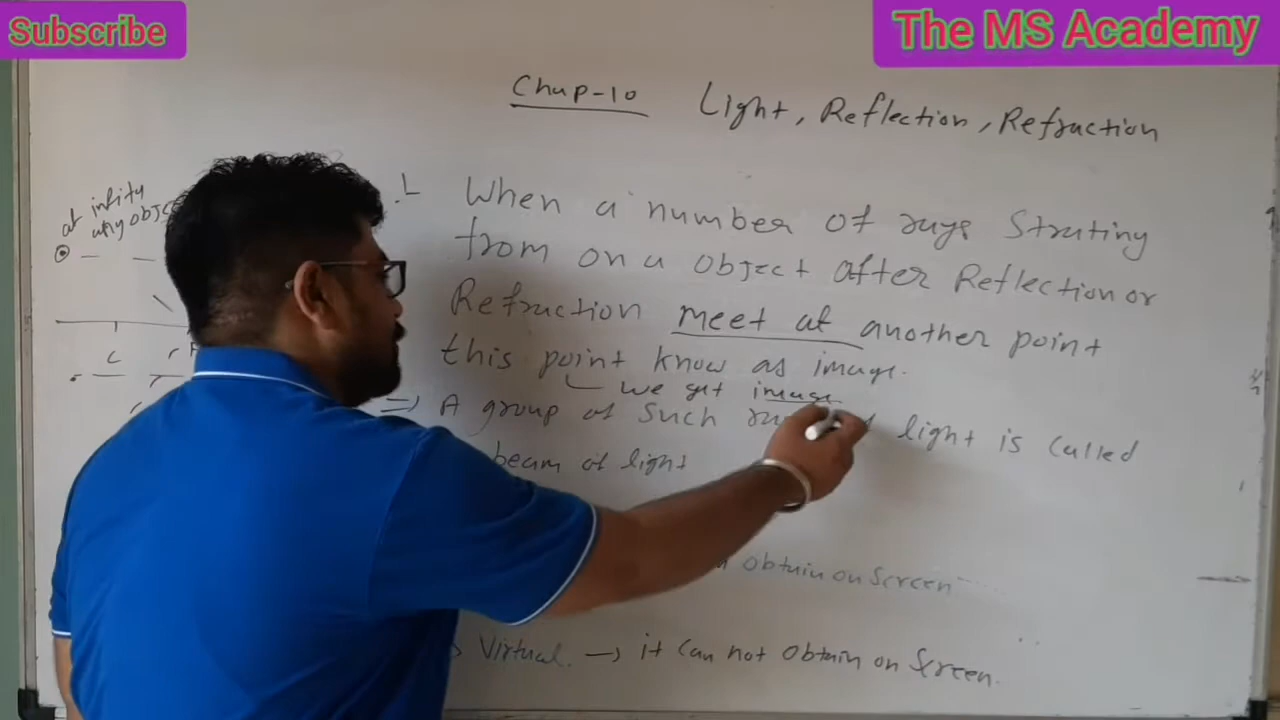 Subscribe
The MS Academy
Chap-10 Light, Reflection, Refraction
at infity
any obje
When a number of rays Strating
from on a object after Reflection or
Refraction meet at another point
this point know as image.
we get image
=> A group of Such light is Called
beam of light
obtain on Screen
C
Virtual. → it Can not Obtain on Screen.